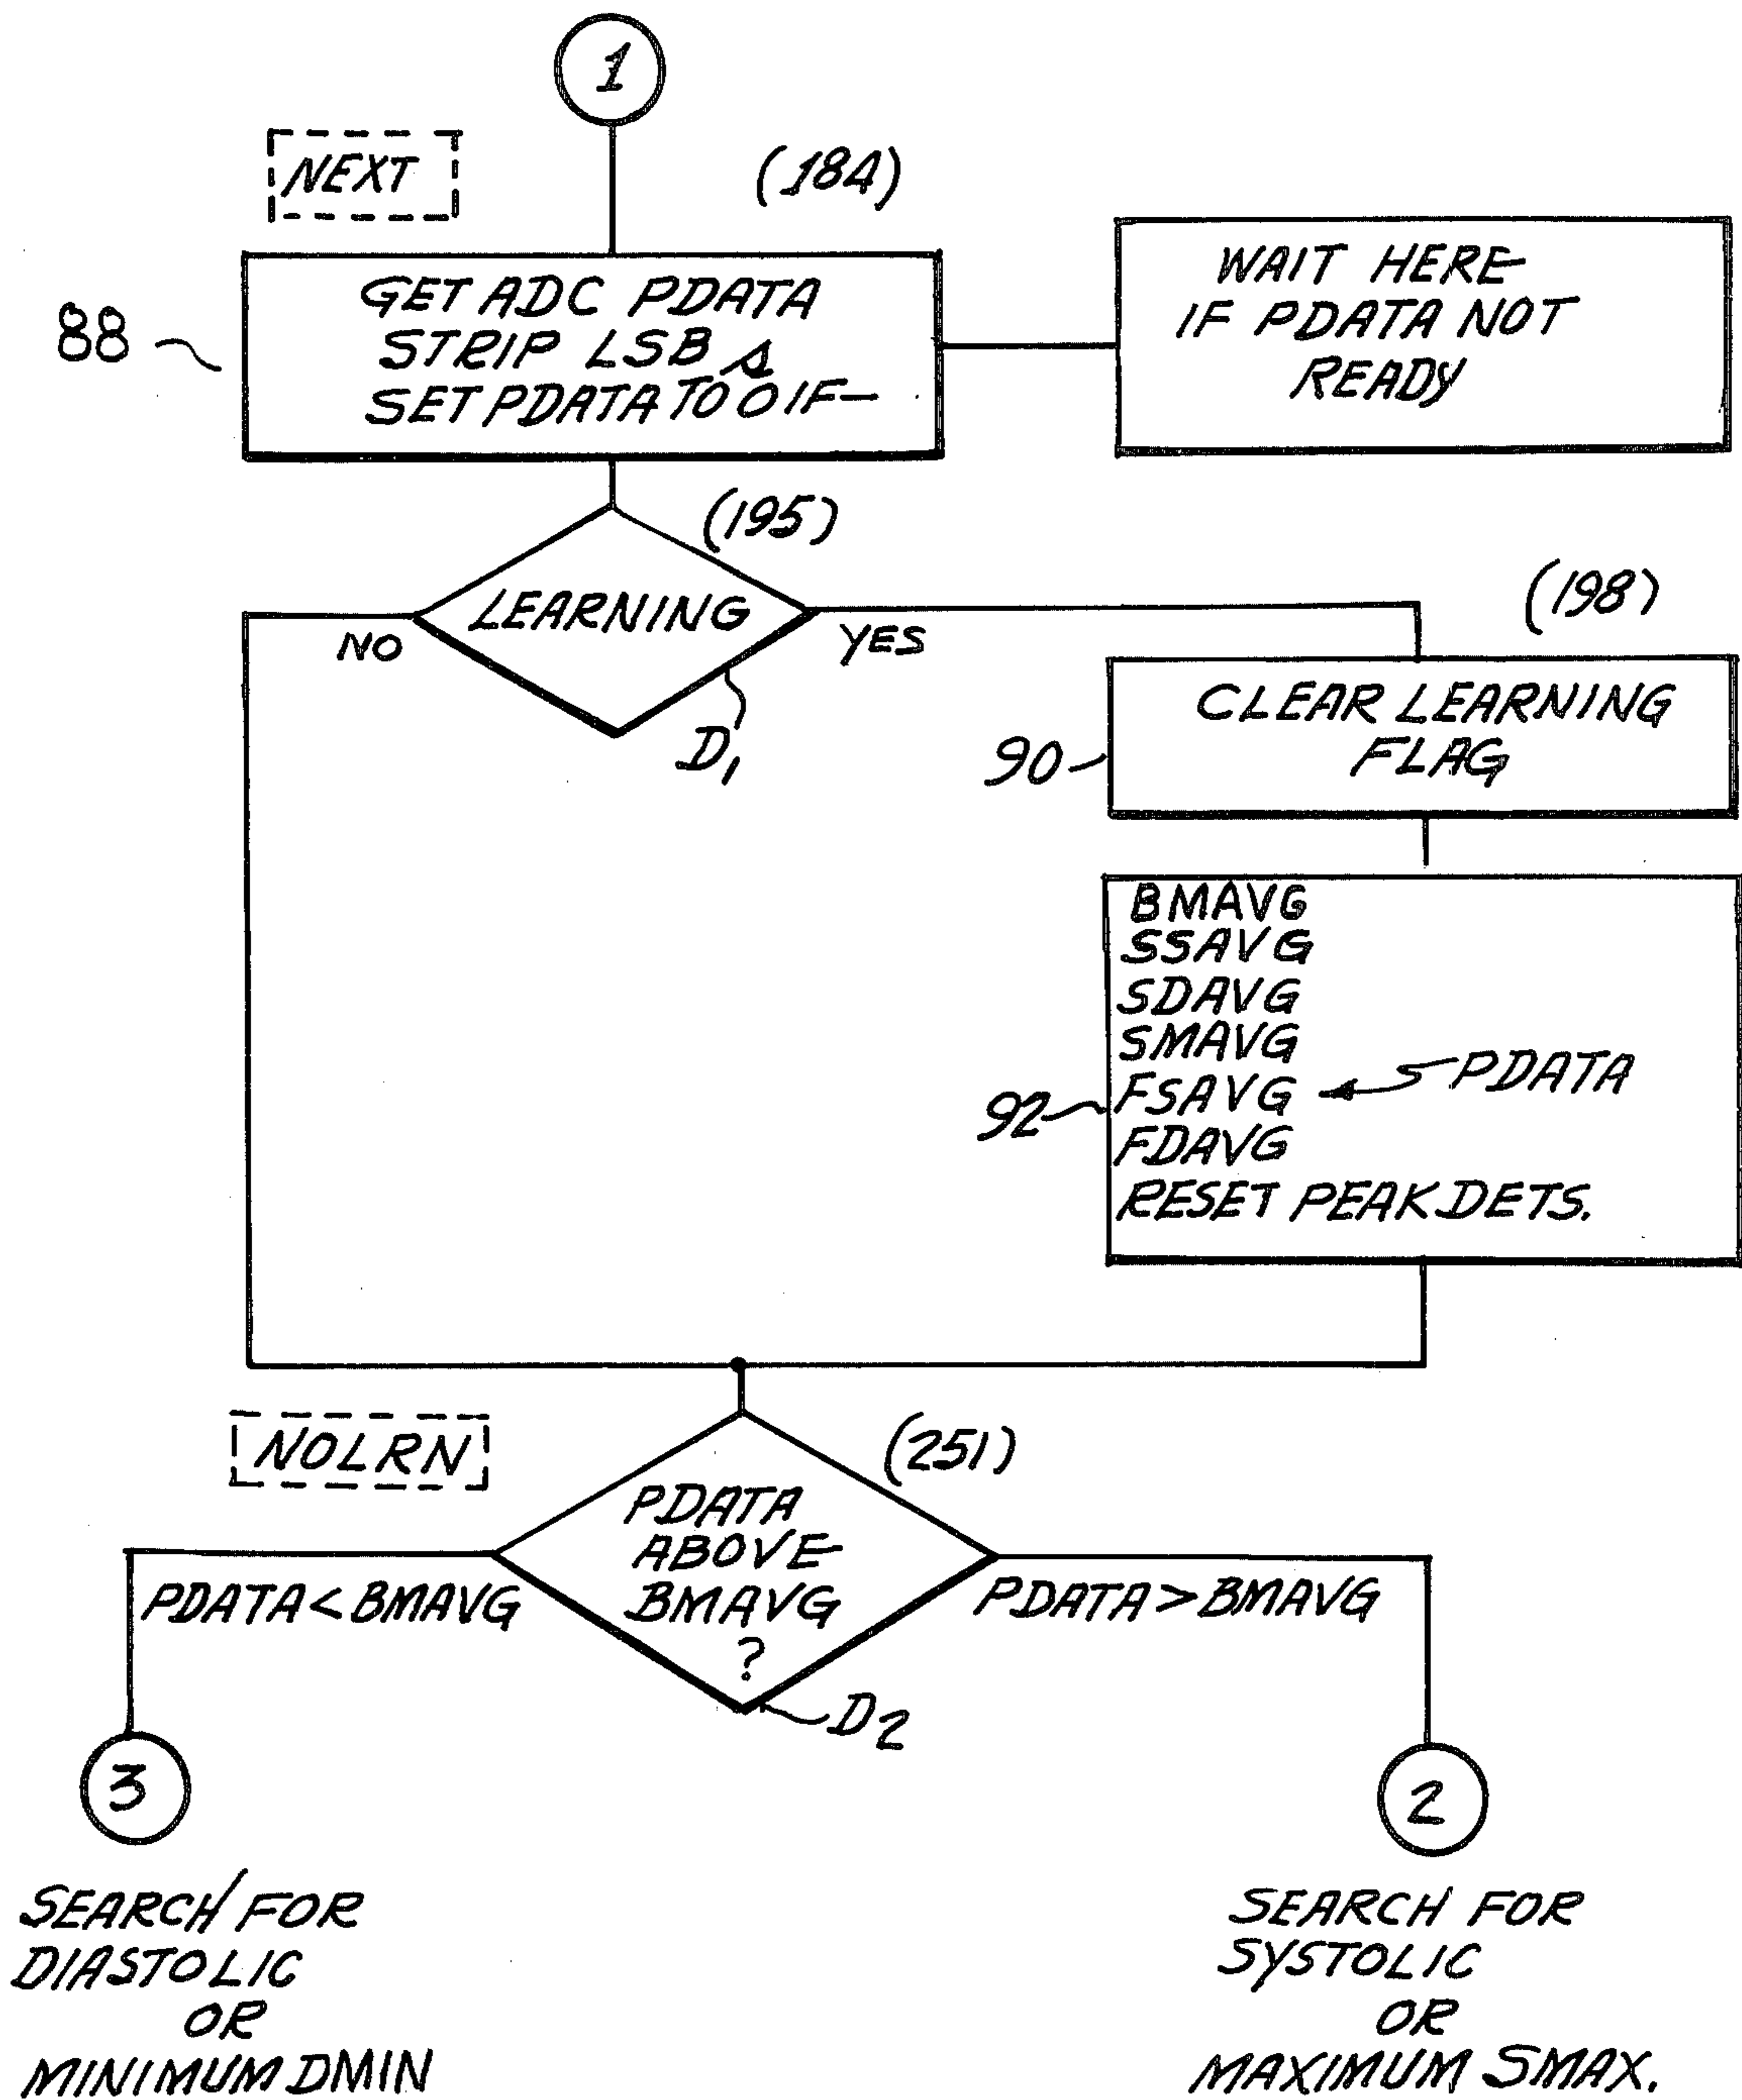 1
NEXT
(184)
GET ADC PDATA
STRIP LSBs
SET PDATA TO 0 IF -
88
WAIT HERE
IF PDATA NOT
READY
(195)
LEARNING
NO
YES
D1
(198)
CLEAR LEARNING
FLAG
90
BMAVG
SSAVG
SDAVG
SMAVG
FSAVG
PDATA
92
FDAVG
RESET PEAK DETS.
NOLRN
(251)
PDATA
ABOVE
BMAVG
?
PDATA < BMAVG
PDATA > BMAVG
D2
3
2
SEARCH FOR
DIASTOLIC
OR
MINIMUM DMIN
SEARCH FOR
SYSTOLIC
OR
MAXIMUM SMAX.